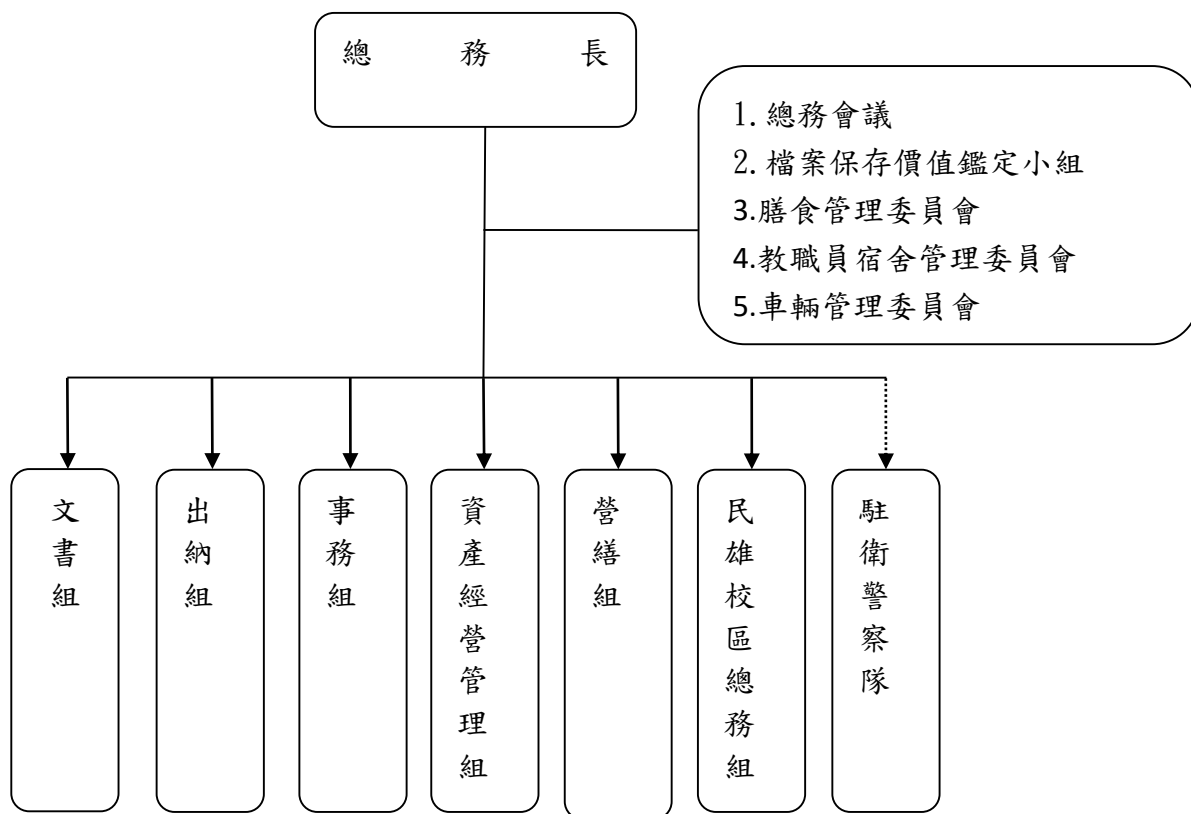 總務長
1. 總務會議
2. 檔案保存價值鑑定小組
3.膳食管理委員會
4.教職員宿舍管理委員會
5.車輛管理委員會
文書組
出納組
事務組
資產經營管理組
營繕組
民雄校區總務組
駐衛警察隊